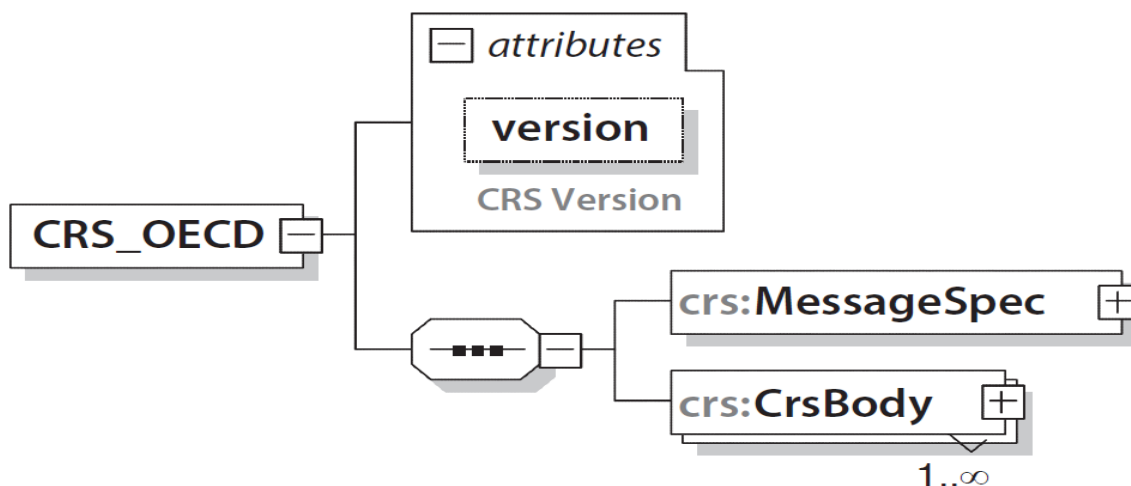 attributes
version
CRS Version
CRS_OECD
crs:MessageSpec
crs:CrsBody
1..∞